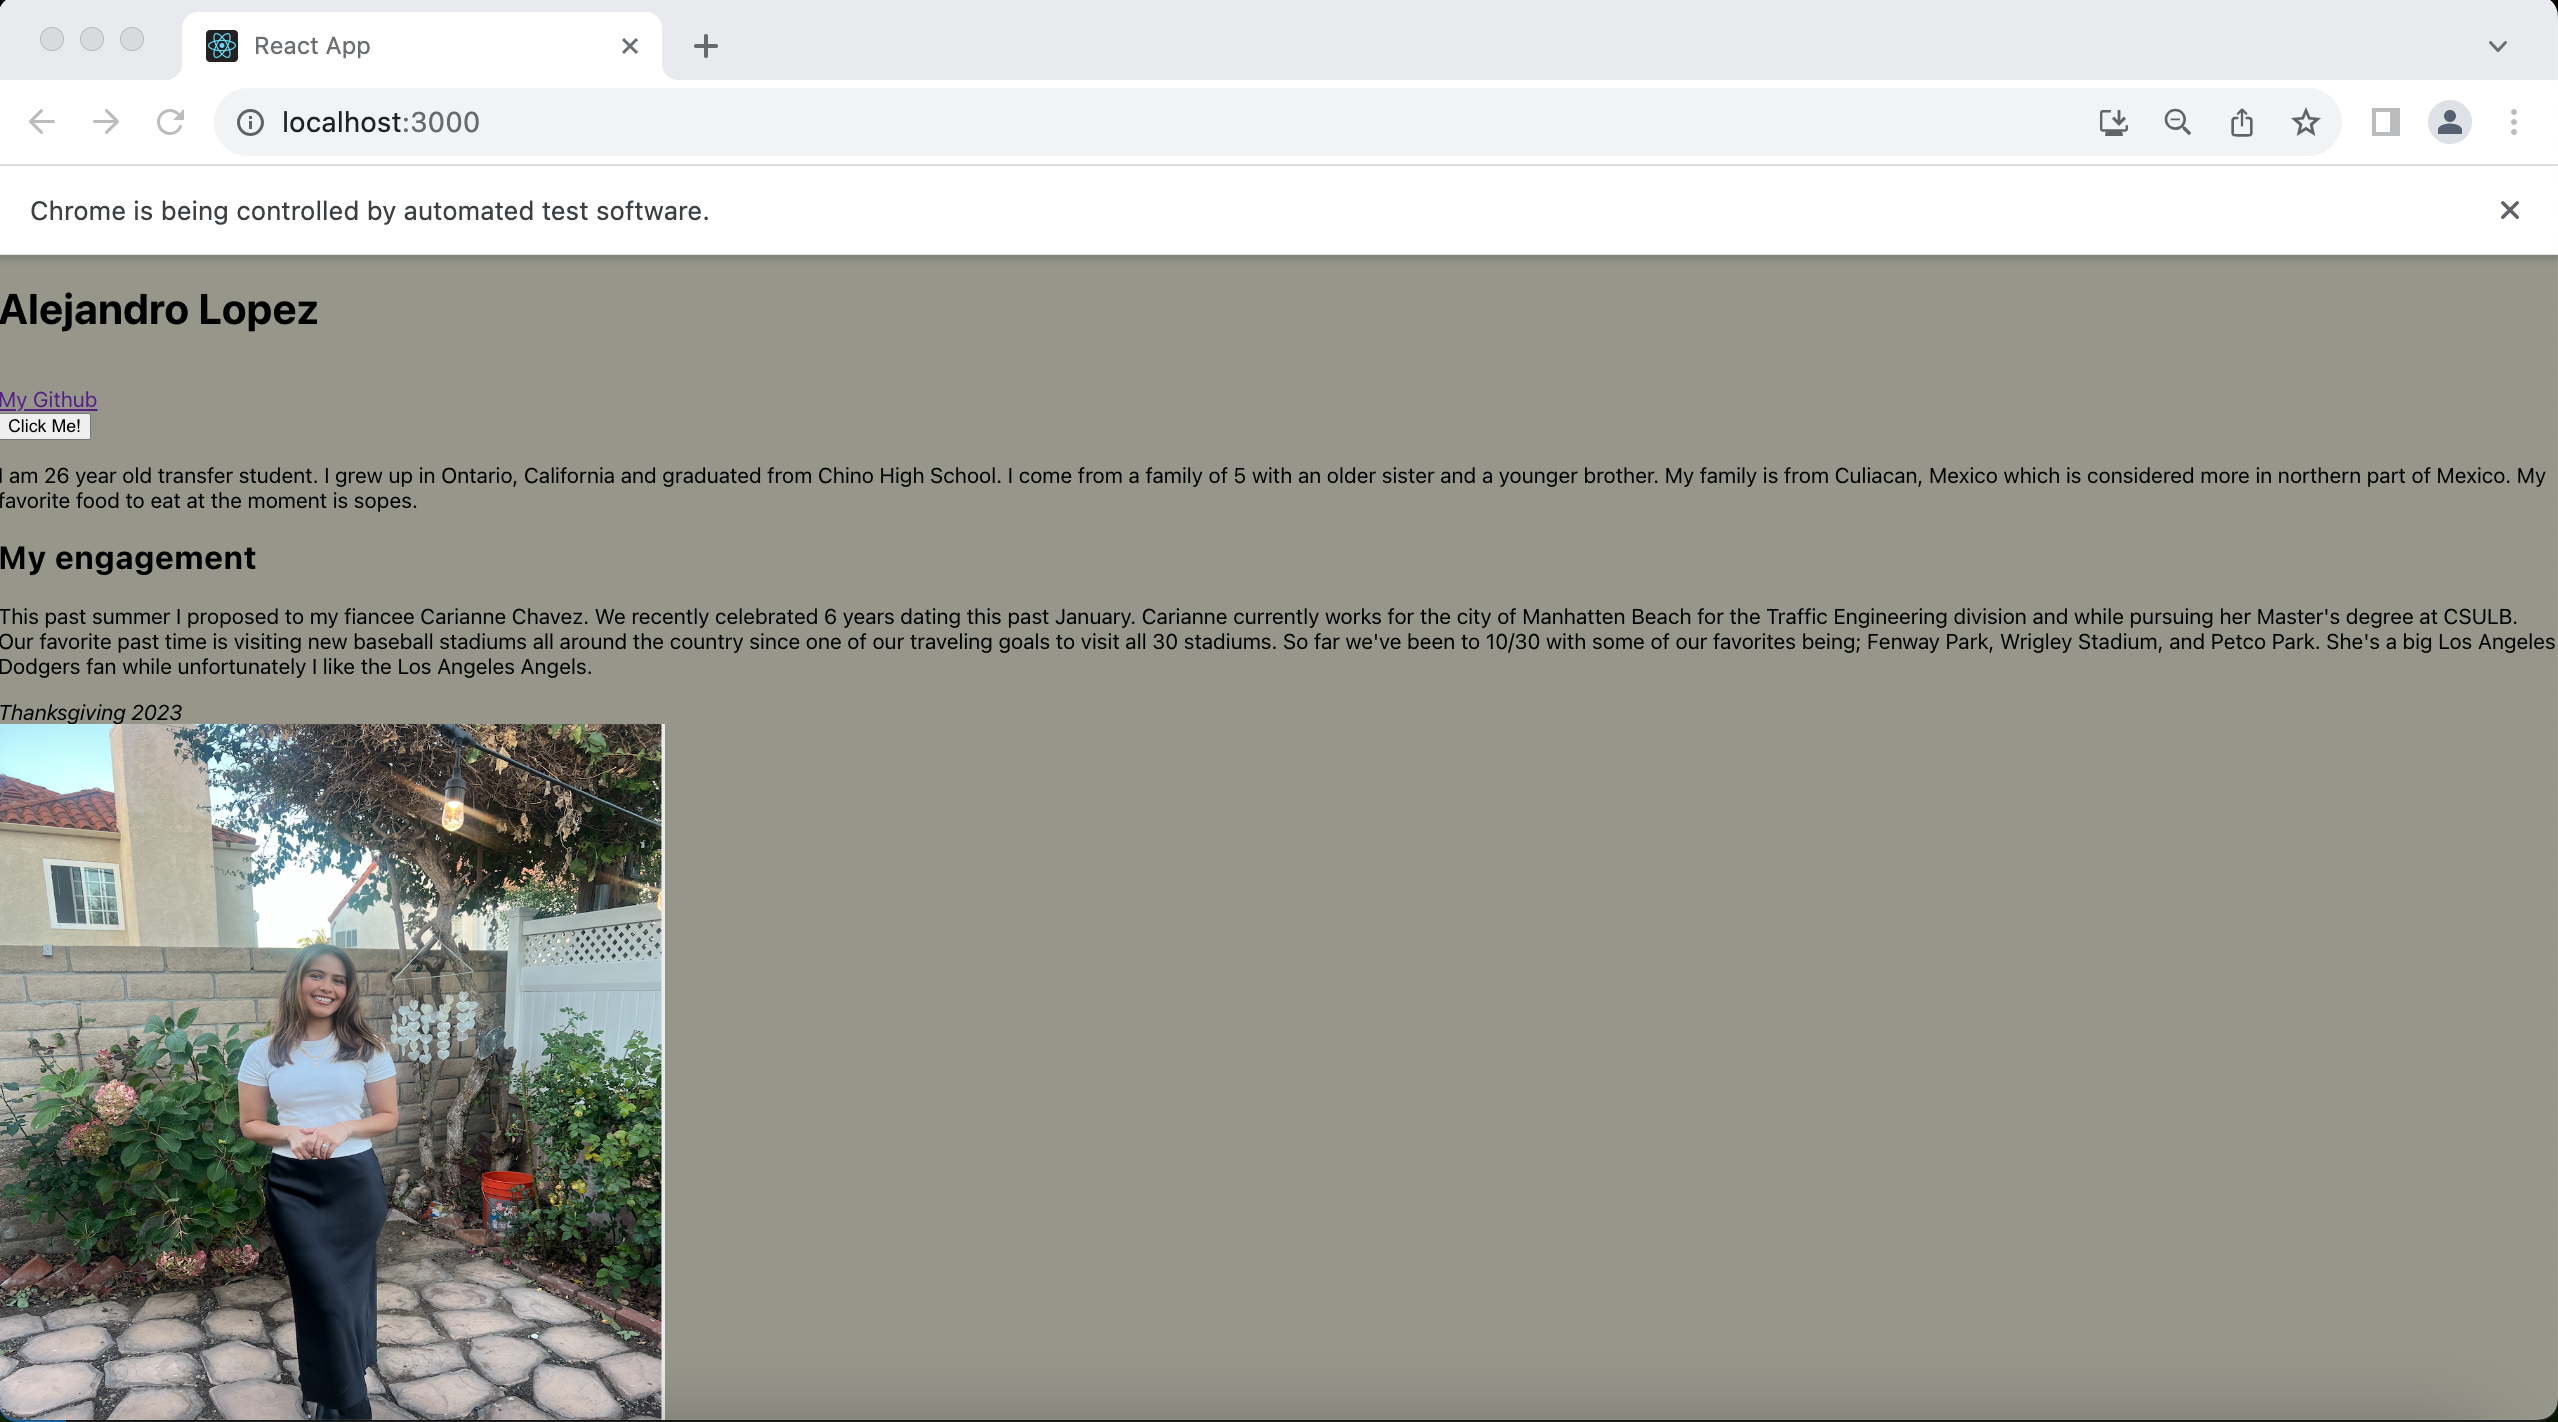 React App
localhost:3000
Chrome is being controlled by automated test software.
Alejandro Lopez
My Github
Click Me!
I am 26 year old transfer student. I grew up in Ontario, California and graduated from Chino High School. I come from a family of 5 with an older sister and a younger brother. My family is from Culiacan, Mexico which is considered more in northern part of Mexico. My
favorite food to eat at the moment is sopes.
My engagement
This past summer I proposed to my fiancee Carianne Chavez. We recently celebrated 6 years dating this past January. Carianne currently works for the city of Manhatten Beach for the Traffic Engineering division and while pursuing her Master's degree at CSULB.
Our favorite past time is visiting new baseball stadiums all around the country since one of our traveling goals to visit all 30 stadiums. So far we've been to 10/30 with some of our favorites being; Fenway Park, Wrigley Stadium, and Petco Park. She's a big Los Angeles
Dodgers fan while unfortunately I like the Los Angeles Angels.
Thanksgiving 2023